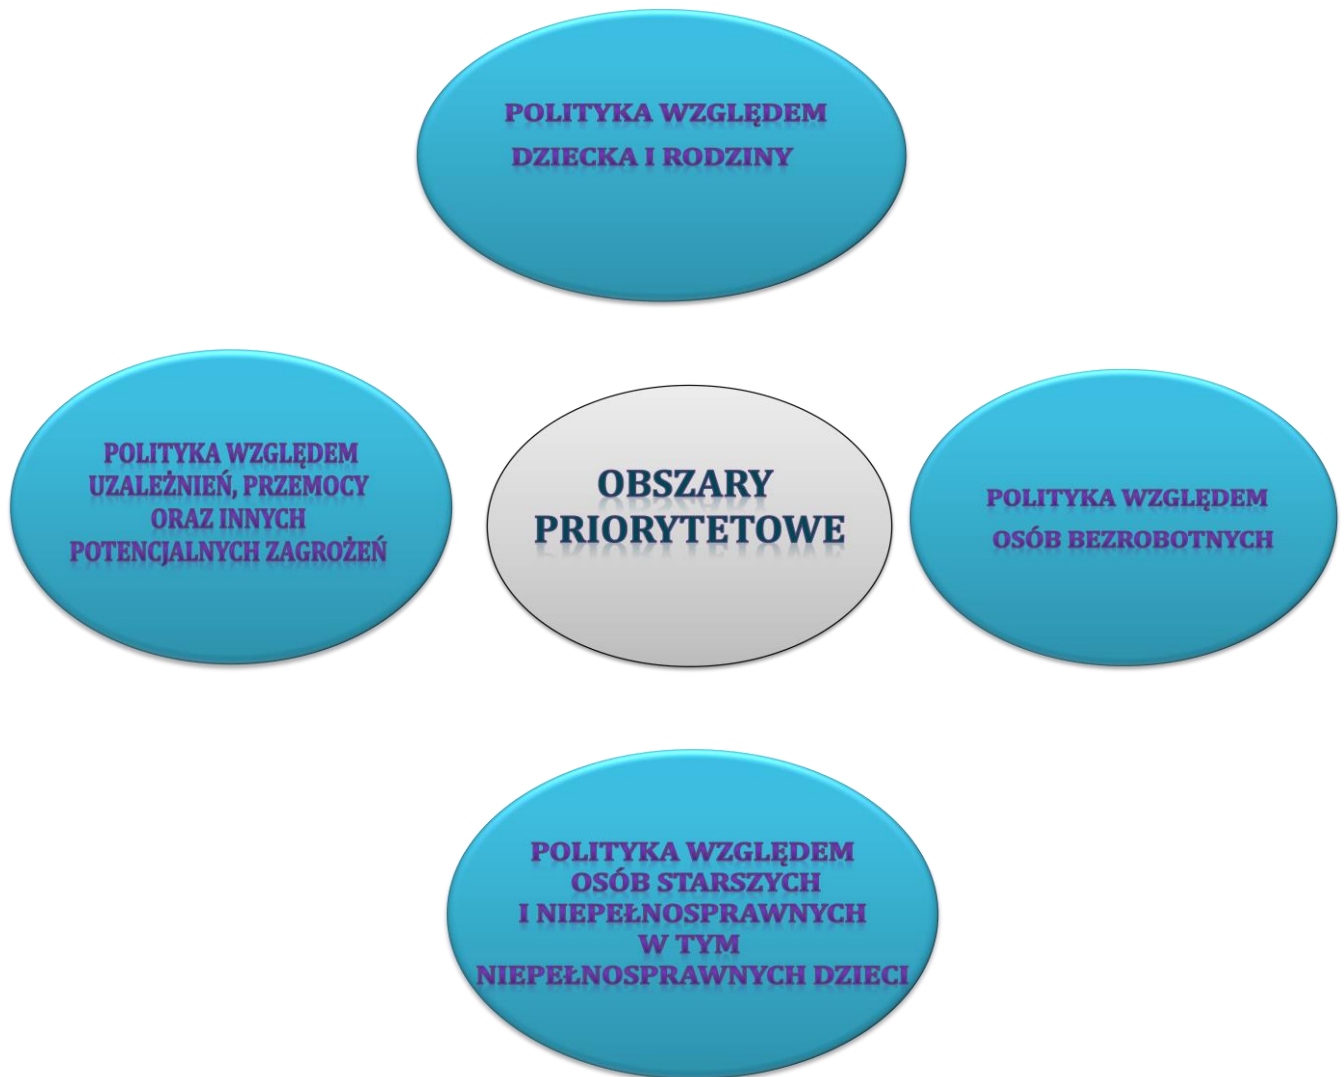 POLITYKA WZGLĘDEM
DZIECKA I RODZINY
POLITYKA WZGLĘDEM
UZALEŻNIEŃ, PRZEMOCY
ORAZ INNYCH
POTENCJALNYCH ZAGROŻEŃ
OBSZARY
PRIORYTETOWE
POLITYKA WZGLĘDEM
OSÓB BEZROBOTNYCH
POLITYKA WZGLĘDEM
OSÓB STARSZYCH
I NIEPEŁNOSPRAWNYCH
W TYM
NIEPEŁNOSPRAWNYCH DZIECI